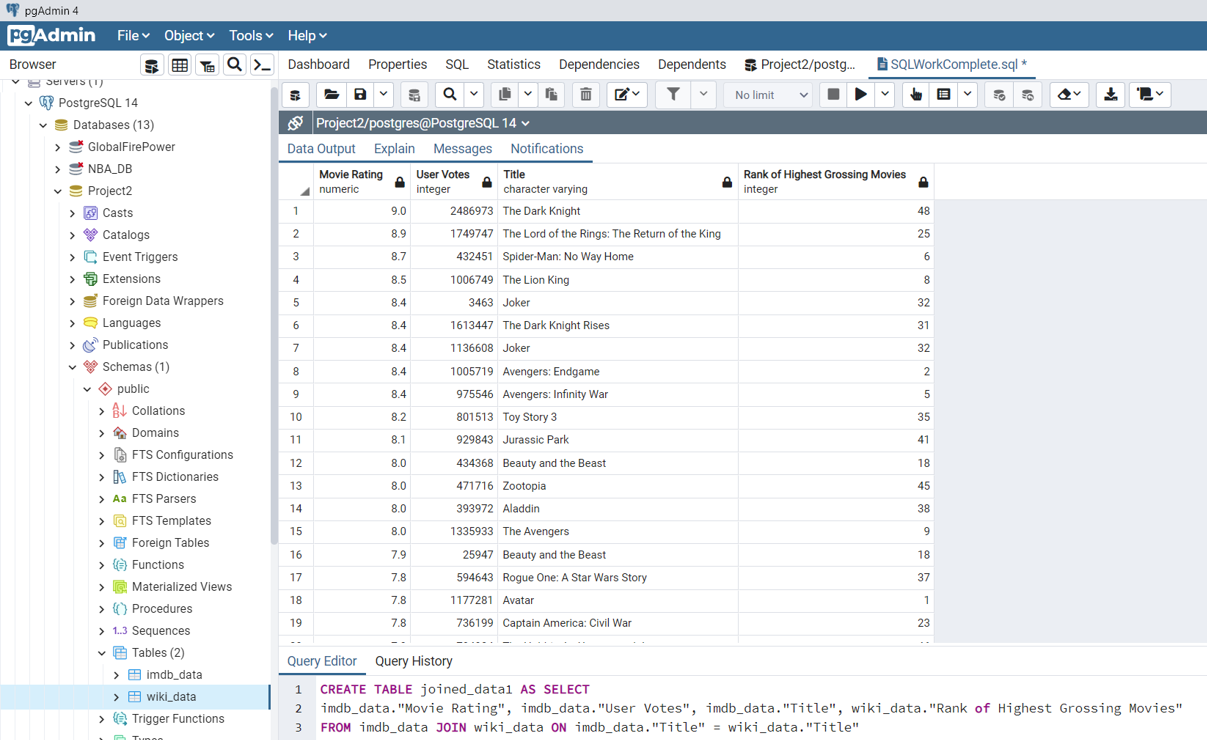 pgAdmin 4
pgAdmin File Object Tools Help
Browser Dashboard Properties SQL Statistics Dependencies Dependents Project2/postg... SQLWorkComplete.sql *
Servers (1)
PostgreSQL 14
Databases (13)
GlobalFirePower
NBA_DB
Project2
Casts
Catalogs
Event Triggers
Extensions
Foreign Data Wrappers
Languages
Publications
Schemas (1)
public
Collations
Domains
FTS Configurations
FTS Dictionaries
Aa FTS Parsers
FTS Templates
Foreign Tables
Functions
Materialized Views
Procedures
1..3 Sequences
Tables (2)
imdb_data
wiki_data
Trigger Functions
Types
No limit
Project2/postgres@PostgreSQL 14
Data Output Explain Messages Notifications
Movie Rating User Votes Title Rank of Highest Grossing Movies
numeric integer character varying integer
1 9.0 2486973 The Dark Knight 48
2 8.9 1749747 The Lord of the Rings: The Return of the King 25
3 8.7 432451 Spider-Man: No Way Home 6
4 8.5 1006749 The Lion King 8
5 8.4 3463 Joker 32
6 8.4 1613447 The Dark Knight Rises 31
7 8.4 1136608 Joker 32
8 8.4 1005719 Avengers: Endgame 2
9 8.4 975546 Avengers: Infinity War 5
10 8.2 801513 Toy Story 3 35
11 8.1 929843 Jurassic Park 41
12 8.0 434368 Beauty and the Beast 18
13 8.0 471716 Zootopia 45
14 8.0 393972 Aladdin 38
15 8.0 1335933 The Avengers 9
16 7.9 25947 Beauty and the Beast 18
17 7.8 594643 Rogue One: A Star Wars Story 37
18 7.8 1177281 Avatar 1
19 7.8 736199 Captain America: Civil War 23
Query Editor Query History
1 CREATE TABLE joined_data1 AS SELECT
2 imdb_data."Movie Rating", imdb_data."User Votes", imdb_data."Title", wiki_data."Rank of Highest Grossing Movies"
3 FROM imdb_data JOIN wiki_data ON imdb_data."Title" = wiki_data."Title"